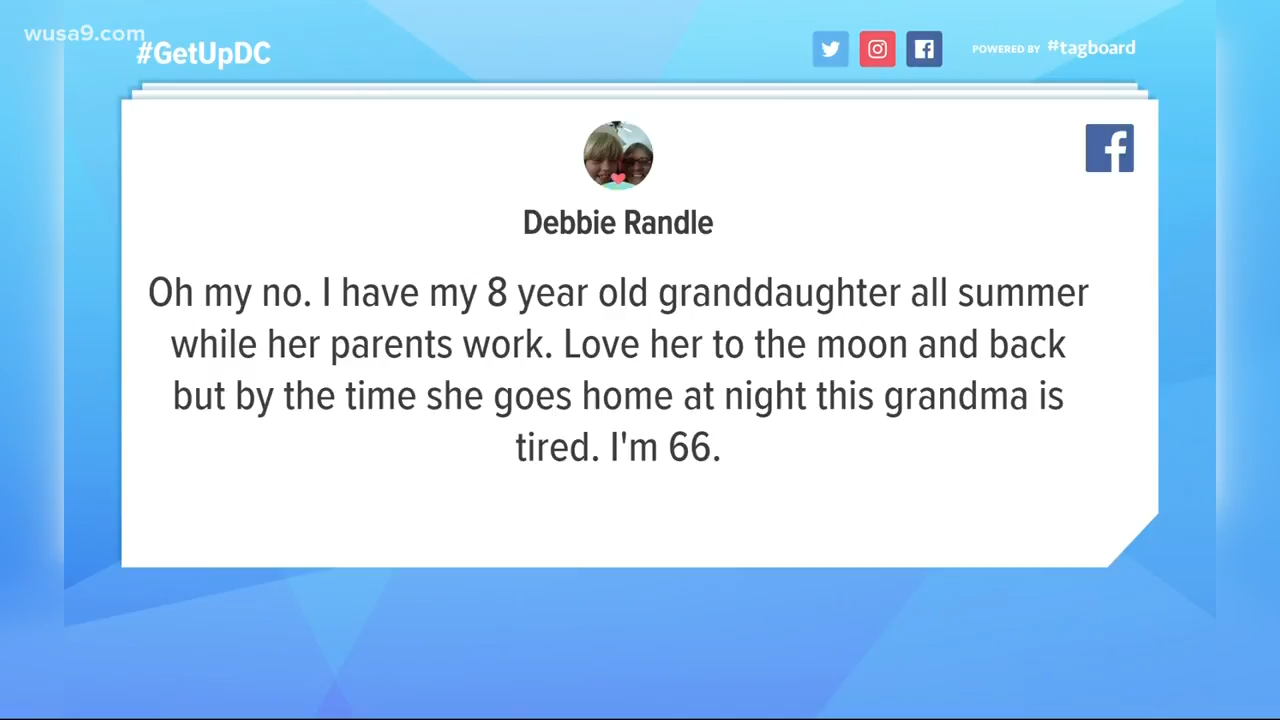 wusa9.com
#GetUpDC
POWERED BY #tagboard
Debbie Randle
Oh my no. I have my 8 year old granddaughter all summer
while her parents work. Love her to the moon and back
but by the time she goes home at night this grandma is
tired. I'm 66.